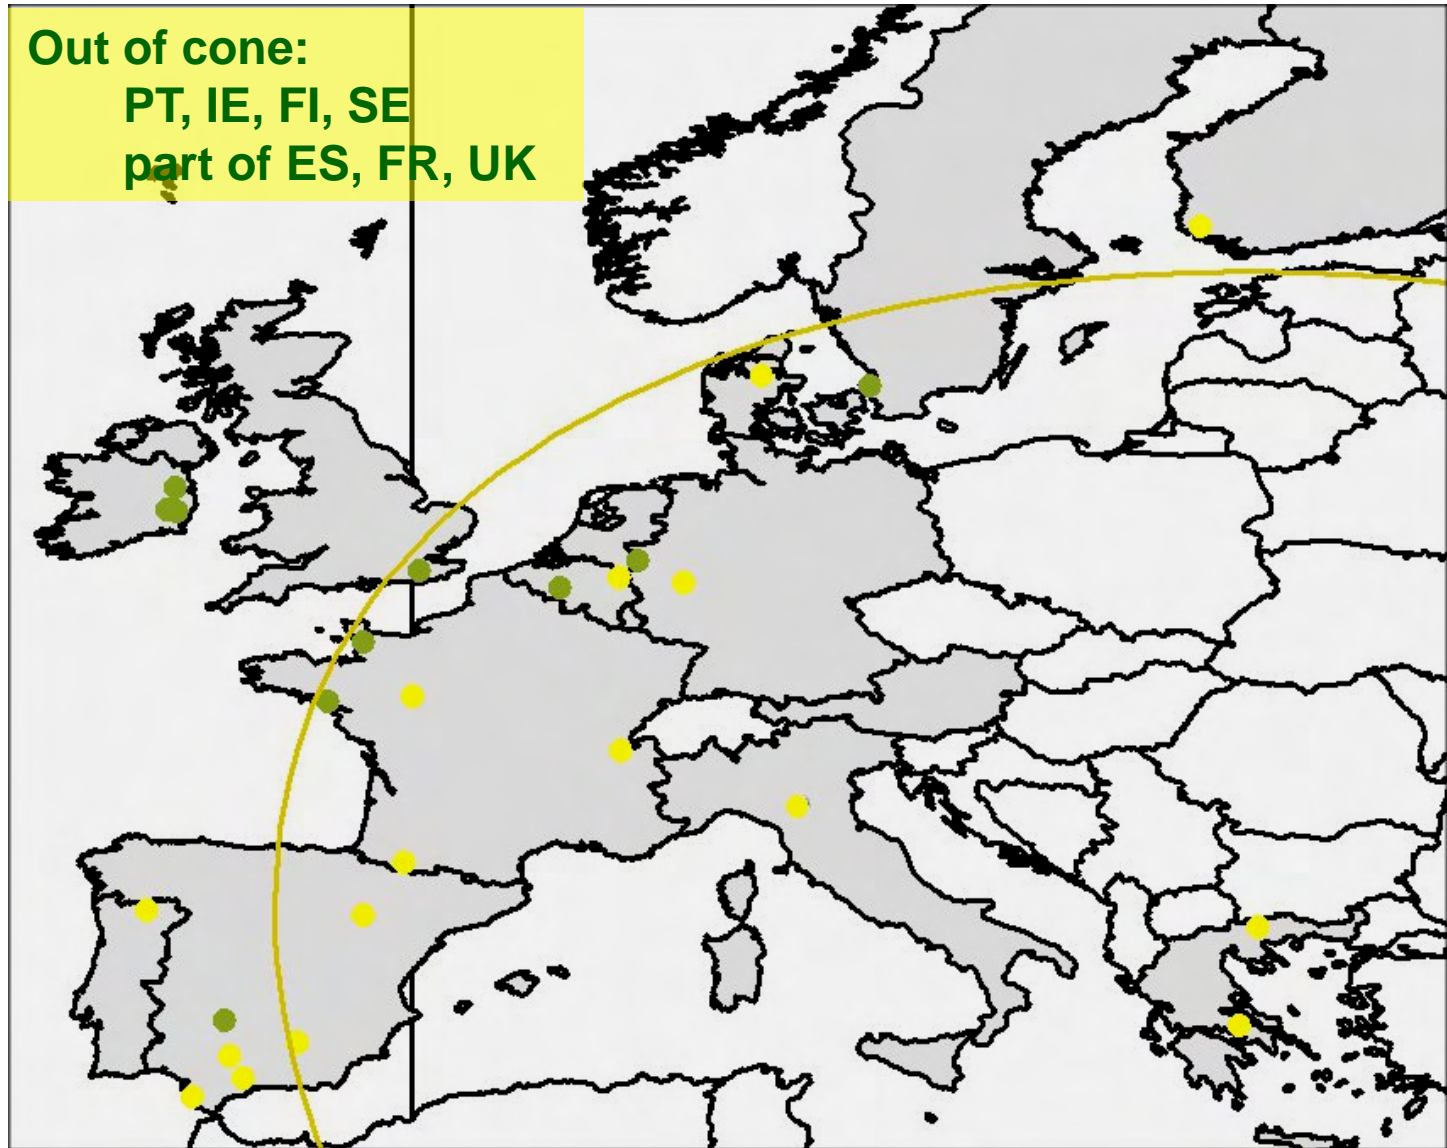 Out of cone:
PT, IE, FI, SE
part of ES, FR, UK